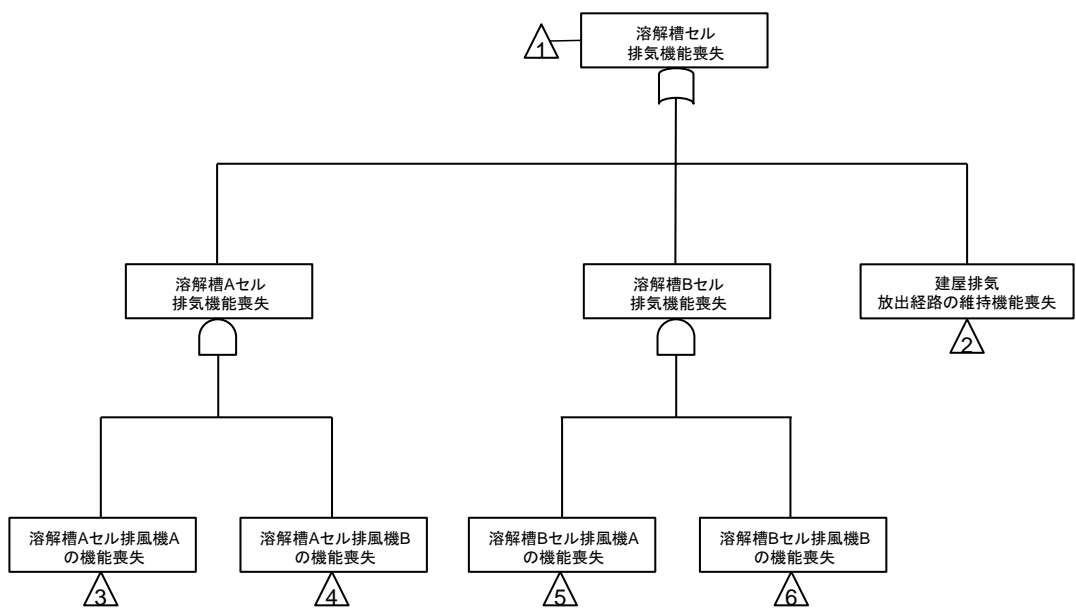 溶解槽セル
排気機能喪失
1
溶解槽Aセル
排気機能喪失
溶解槽Bセル
排気機能喪失
建屋排気
放出経路の維持機能喪失
2
溶解槽Aセル排風機A
の機能喪失
溶解槽Aセル排風機B
の機能喪失
溶解槽Bセル排風機A
の機能喪失
溶解槽Bセル排風機B
の機能喪失
3
4
5
6